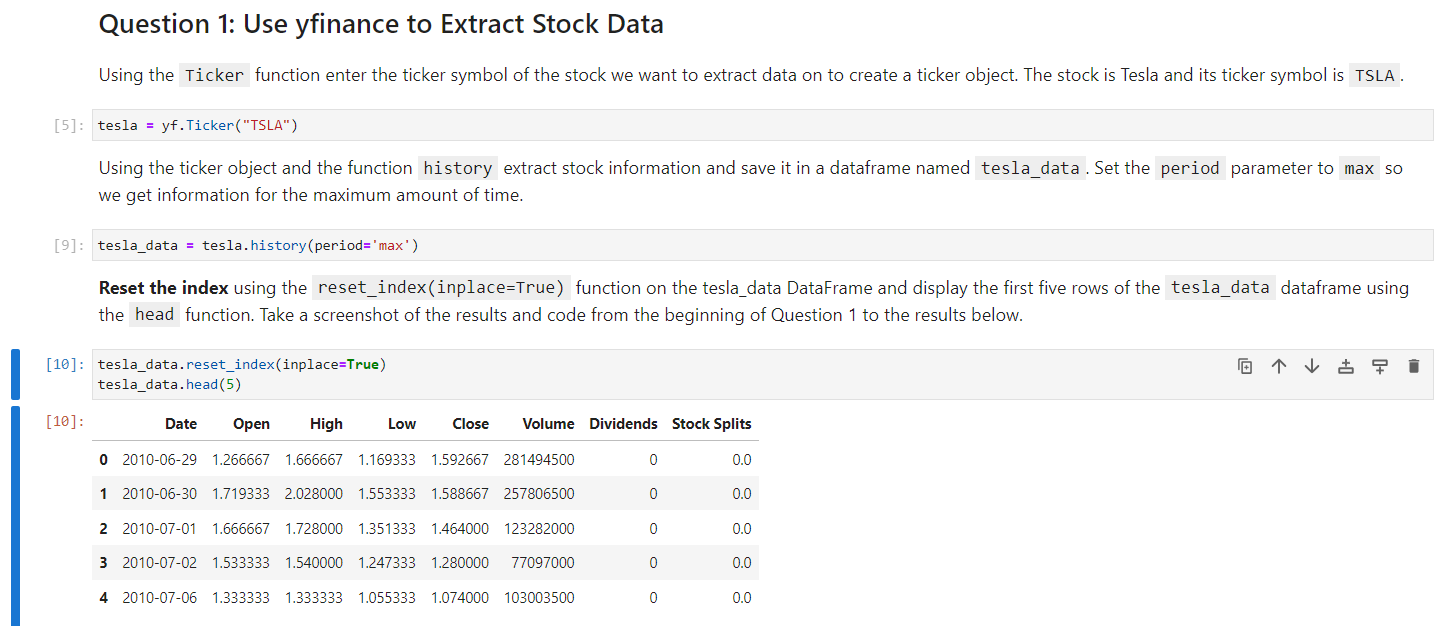 Question 1: Use yfinance to Extract Stock Data
Using the Ticker function enter the ticker symbol of the stock we want to extract data on to create a ticker object. The stock is Tesla and its ticker symbol is TSLA .
[5]: tesla = yf.Ticker("TSLA")
Using the ticker object and the function history extract stock information and save it in a dataframe named tesla_data . Set the period parameter to max so
we get information for the maximum amount of time.
[9]: tesla_data = tesla.history(period='max')
Reset the index using the reset_index(inplace=True) function on the tesla_data DataFrame and display the first five rows of the tesla_data dataframe using
the head function. Take a screenshot of the results and code from the beginning of Question 1 to the results below.
[10]: tesla_data.reset_index(inplace=True)
tesla_data.head(5)
[10]: Date Open High Low Close Volume Dividends Stock Splits
0 2010-06-29 1.266667 1.666667 1.169333 1.592667 281494500 0 0.0
1 2010-06-30 1.719333 2.028000 1.553333 1.588667 257806500 0 0.0
2 2010-07-01 1.666667 1.728000 1.351333 1.464000 123282000 0 0.0
3 2010-07-02 1.533333 1.540000 1.247333 1.280000 77097000 0 0.0
4 2010-07-06 1.333333 1.333333 1.055333 1.074000 103003500 0 0.0